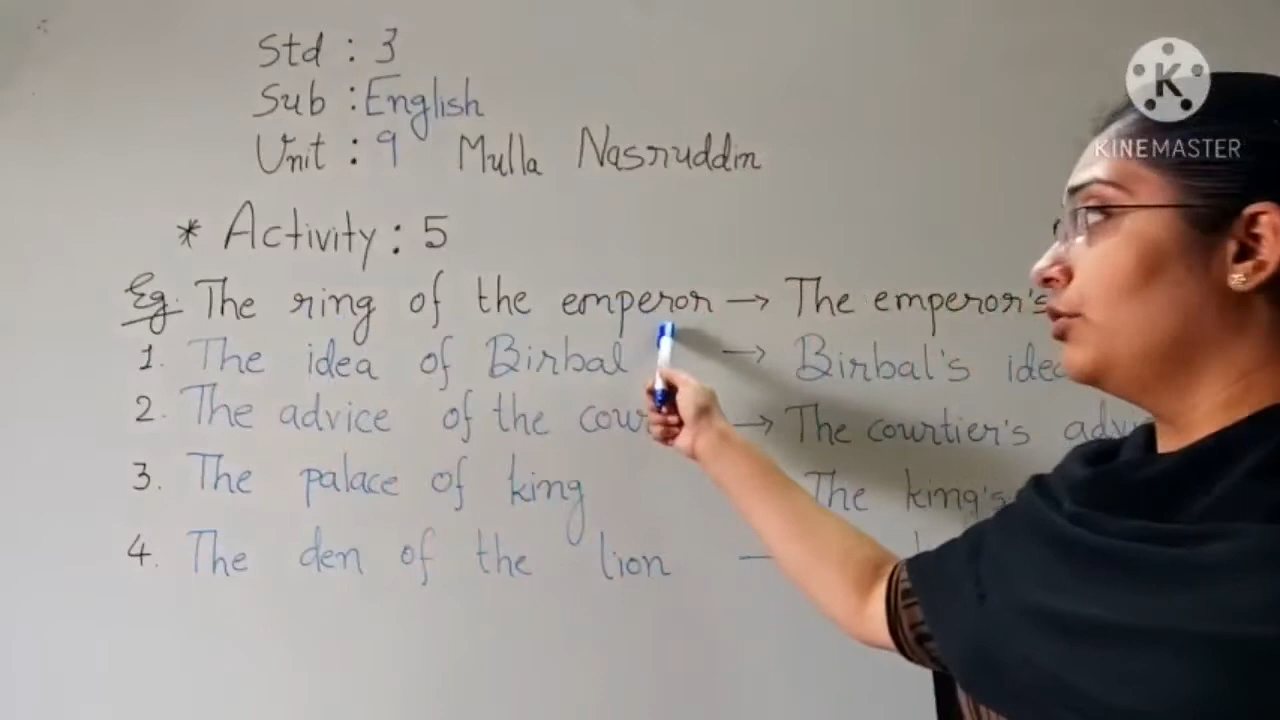 Std : 3
Sub : English
Unit : 9 Mulla Nasruddin
* Activity : 5
Eg. The ring of the emperor → The emperor's
1. The idea of Birbal → Birbal's
2. The advice of the → The courtier's
3. The palace of king The king's
4. The den of the lion —
K
KINEMASTER